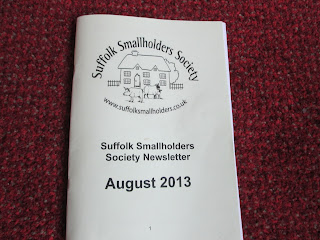 Suffolk Smallholders Society
www.suffolksmallholders.co.uk
Suffolk Smallholders
Society Newsletter
August 2013
1